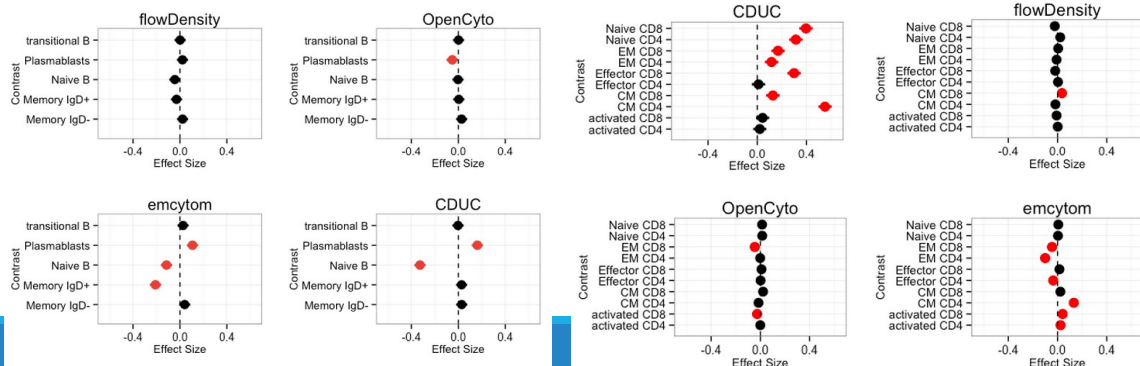 flowDensity
Contrast
transitional B
Plasmablasts
Naive B
Memory IgD+
Memory IgD-
-0.4 0.0 0.4
Effect Size
OpenCyto
Contrast
transitional B
Plasmablasts
Naive B
Memory IgD+
Memory IgD-
-0.4 0.0 0.4
Effect Size
CDUC
Contrast
Naive CD8
Naive CD4
EM CD8
EM CD4
Effector CD8
Effector CD4
CM CD8
CM CD4
activated CD8
activated CD4
-0.4 0.0 0.4
Effect Size
flowDensity
Contrast
Naive CD8
Naive CD4
EM CD8
EM CD4
Effector CD8
Effector CD4
CM CD8
CM CD4
activated CD8
activated CD4
-0.4 0.0 0.4
Effect Size
emcytom
Contrast
transitional B
Plasmablasts
Naive B
Memory IgD+
Memory IgD-
-0.4 0.0 0.4
Effect Size
CDUC
Contrast
transitional B
Plasmablasts
Naive B
Memory IgD+
Memory IgD-
-0.4 0.0 0.4
Effect Size
OpenCyto
Contrast
Naive CD8
Naive CD4
EM CD8
EM CD4
Effector CD8
Effector CD4
CM CD8
CM CD4
activated CD8
activated CD4
-0.4 0.0 0.4
Effect Size
emcytom
Contrast
Naive CD8
Naive CD4
EM CD8
EM CD4
Effector CD8
Effector CD4
CM CD8
CM CD4
activated CD8
activated CD4
-0.4 0.0 0.4
Effect Size